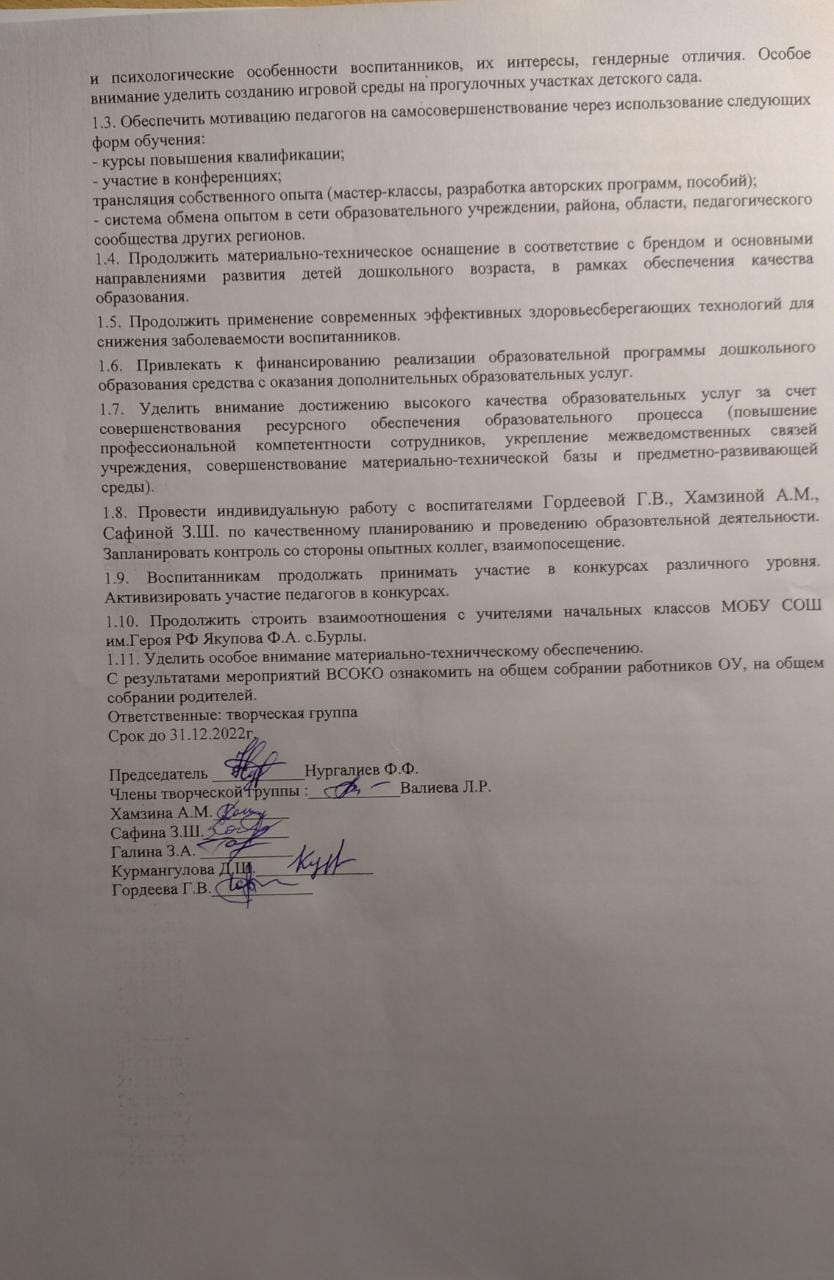 и психологические особенности воспитанников, их интересы, гендерные отличия. Особое
внимание уделить созданию игровой среды на прогулочных участках детского сада.
1.3. Обеспечить мотивацию педагогов на самосовершенствование через использование следующих
форм обучения:
- курсы повышения квалификации;
- участие в конференциях;
трансляция собственного опыта (мастер-классы, разработка авторских программ, пособий);
- система обмена опытом в сети образовательного учреждении, района, области, педагогического
сообщества других регионов.
1.4. Продолжить материально-техническое оснащение в соответствие с брендом и основными
направлениями развития детей дошкольного возраста, в рамках обеспечения качества
образования.
1.5. Продолжить применение современных эффективных здоровьесберегающих технологий для
снижения заболеваемости воспитанников.
1.6. Привлекать к финансированию реализации образовательной программы дошкольного
образования средства с оказания дополнительных образовательных услуг.
1.7. Уделить внимание достижению высокого качества образовательных услуг за счет
совершенствования ресурсного обеспечения образовательного процесса (повышение
профессиональной компетентности сотрудников, укрепление межведомственных связей
учреждения, совершенствование материально-технической базы и предметно-развивающей
среды).
1.8. Провести индивидуальную работу с воспитателями Гордеевой Г.В., Хамзиной А.М.,
Сафиной З.Ш. по качественному планированию и проведению образовтельной деятельности.
Запланировать контроль со стороны опытных коллег, взаимопосещение.
1.9. Воспитанникам продолжать принимать участие в конкурсах различного уровня.
Активизировать участие педагогов в конкурсах.
1.10. Продолжить строить взаимоотношения с учителями начальных классов МОБУ СОШ
им.Героя РФ Якупова Ф.А. с.Бурлы.
1.11. Уделить особое внимание материально-техничческому обеспечению.
С результатами мероприятий ВСОКО ознакомить на общем собрании работников ОУ, на общем
собрании родителей.
Ответственные: творческая группа
Срок до 31.12.2022г.
Председатель ___________Нургалиев Ф.Ф.
Члены творческой группы :___________Валиева Л.Р.
Хамзина А.М._________
Сафина З.Ш.__________
Галина З.А. ___________
Курмангулова Д.Ш.______________
Гордеева Г.В.____________